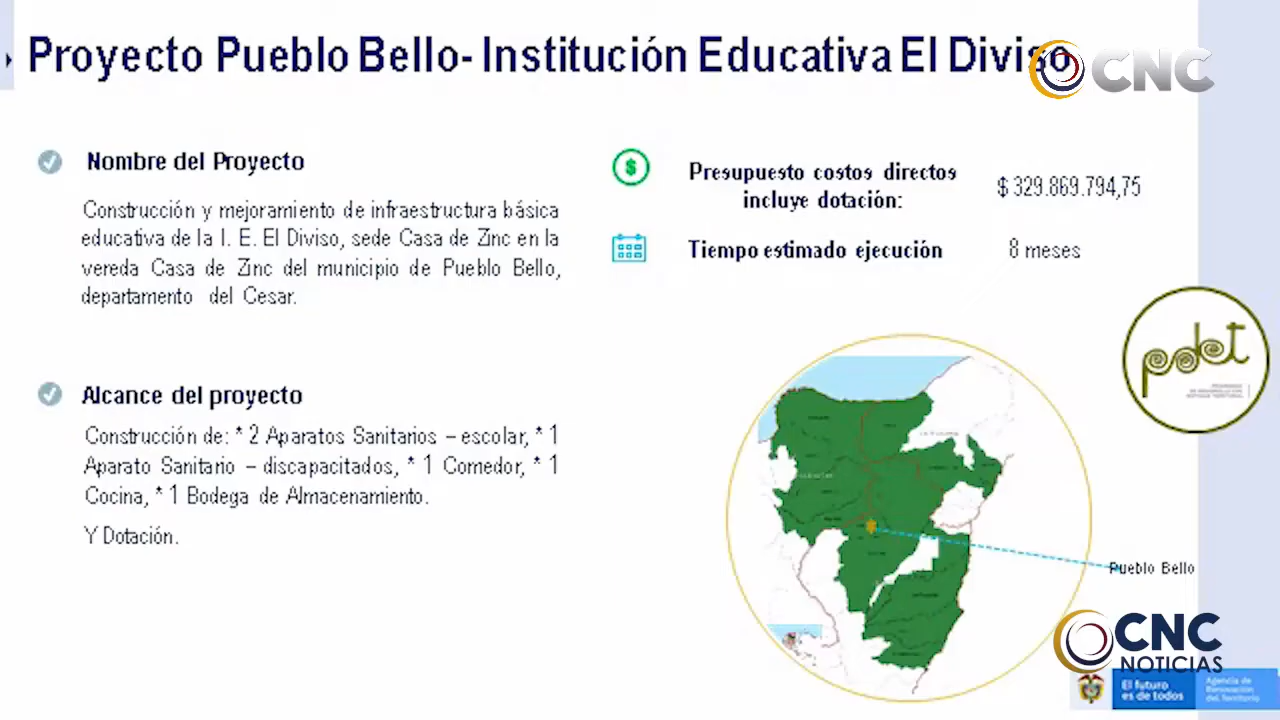 Proyecto Pueblo Bello- Institución Educativa El Diviso
CNC
Nombre del Proyecto
Construcción y mejoramiento de infraestructura básica
educativa de la I. E. El Diviso, sede Casa de Zinc en la
vereda Casa de Zinc del municipio de Pueblo Bello,
departamento del Cesar.
$
Presupuesto costos directos
incluye dotación:
$ 329.869.794,75
Tiempo estimado ejecución
8 meses
Alcance del proyecto
Construcción de: * 2 Aparatos Sanitarios – escolar, * 1
Aparato Sanitario – discapacitados, * 1 Comedor, * 1
Cocina, * 1 Bodega de Almacenamiento.
Y Dotación.
pdet
Pueblo Bello
CNC
NOTICIAS
El futuro
es de todos
Agencia de
Renovación
del Territorio